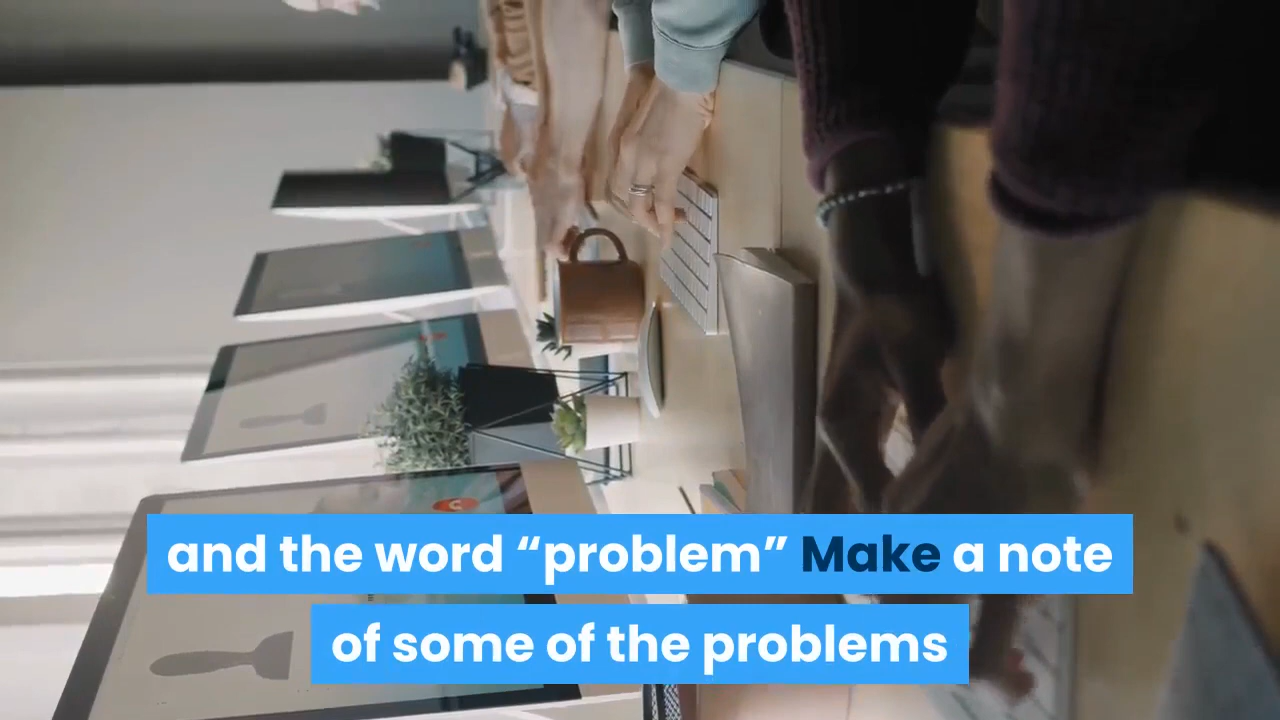 and the word “problem” Make a note
of some of the problems